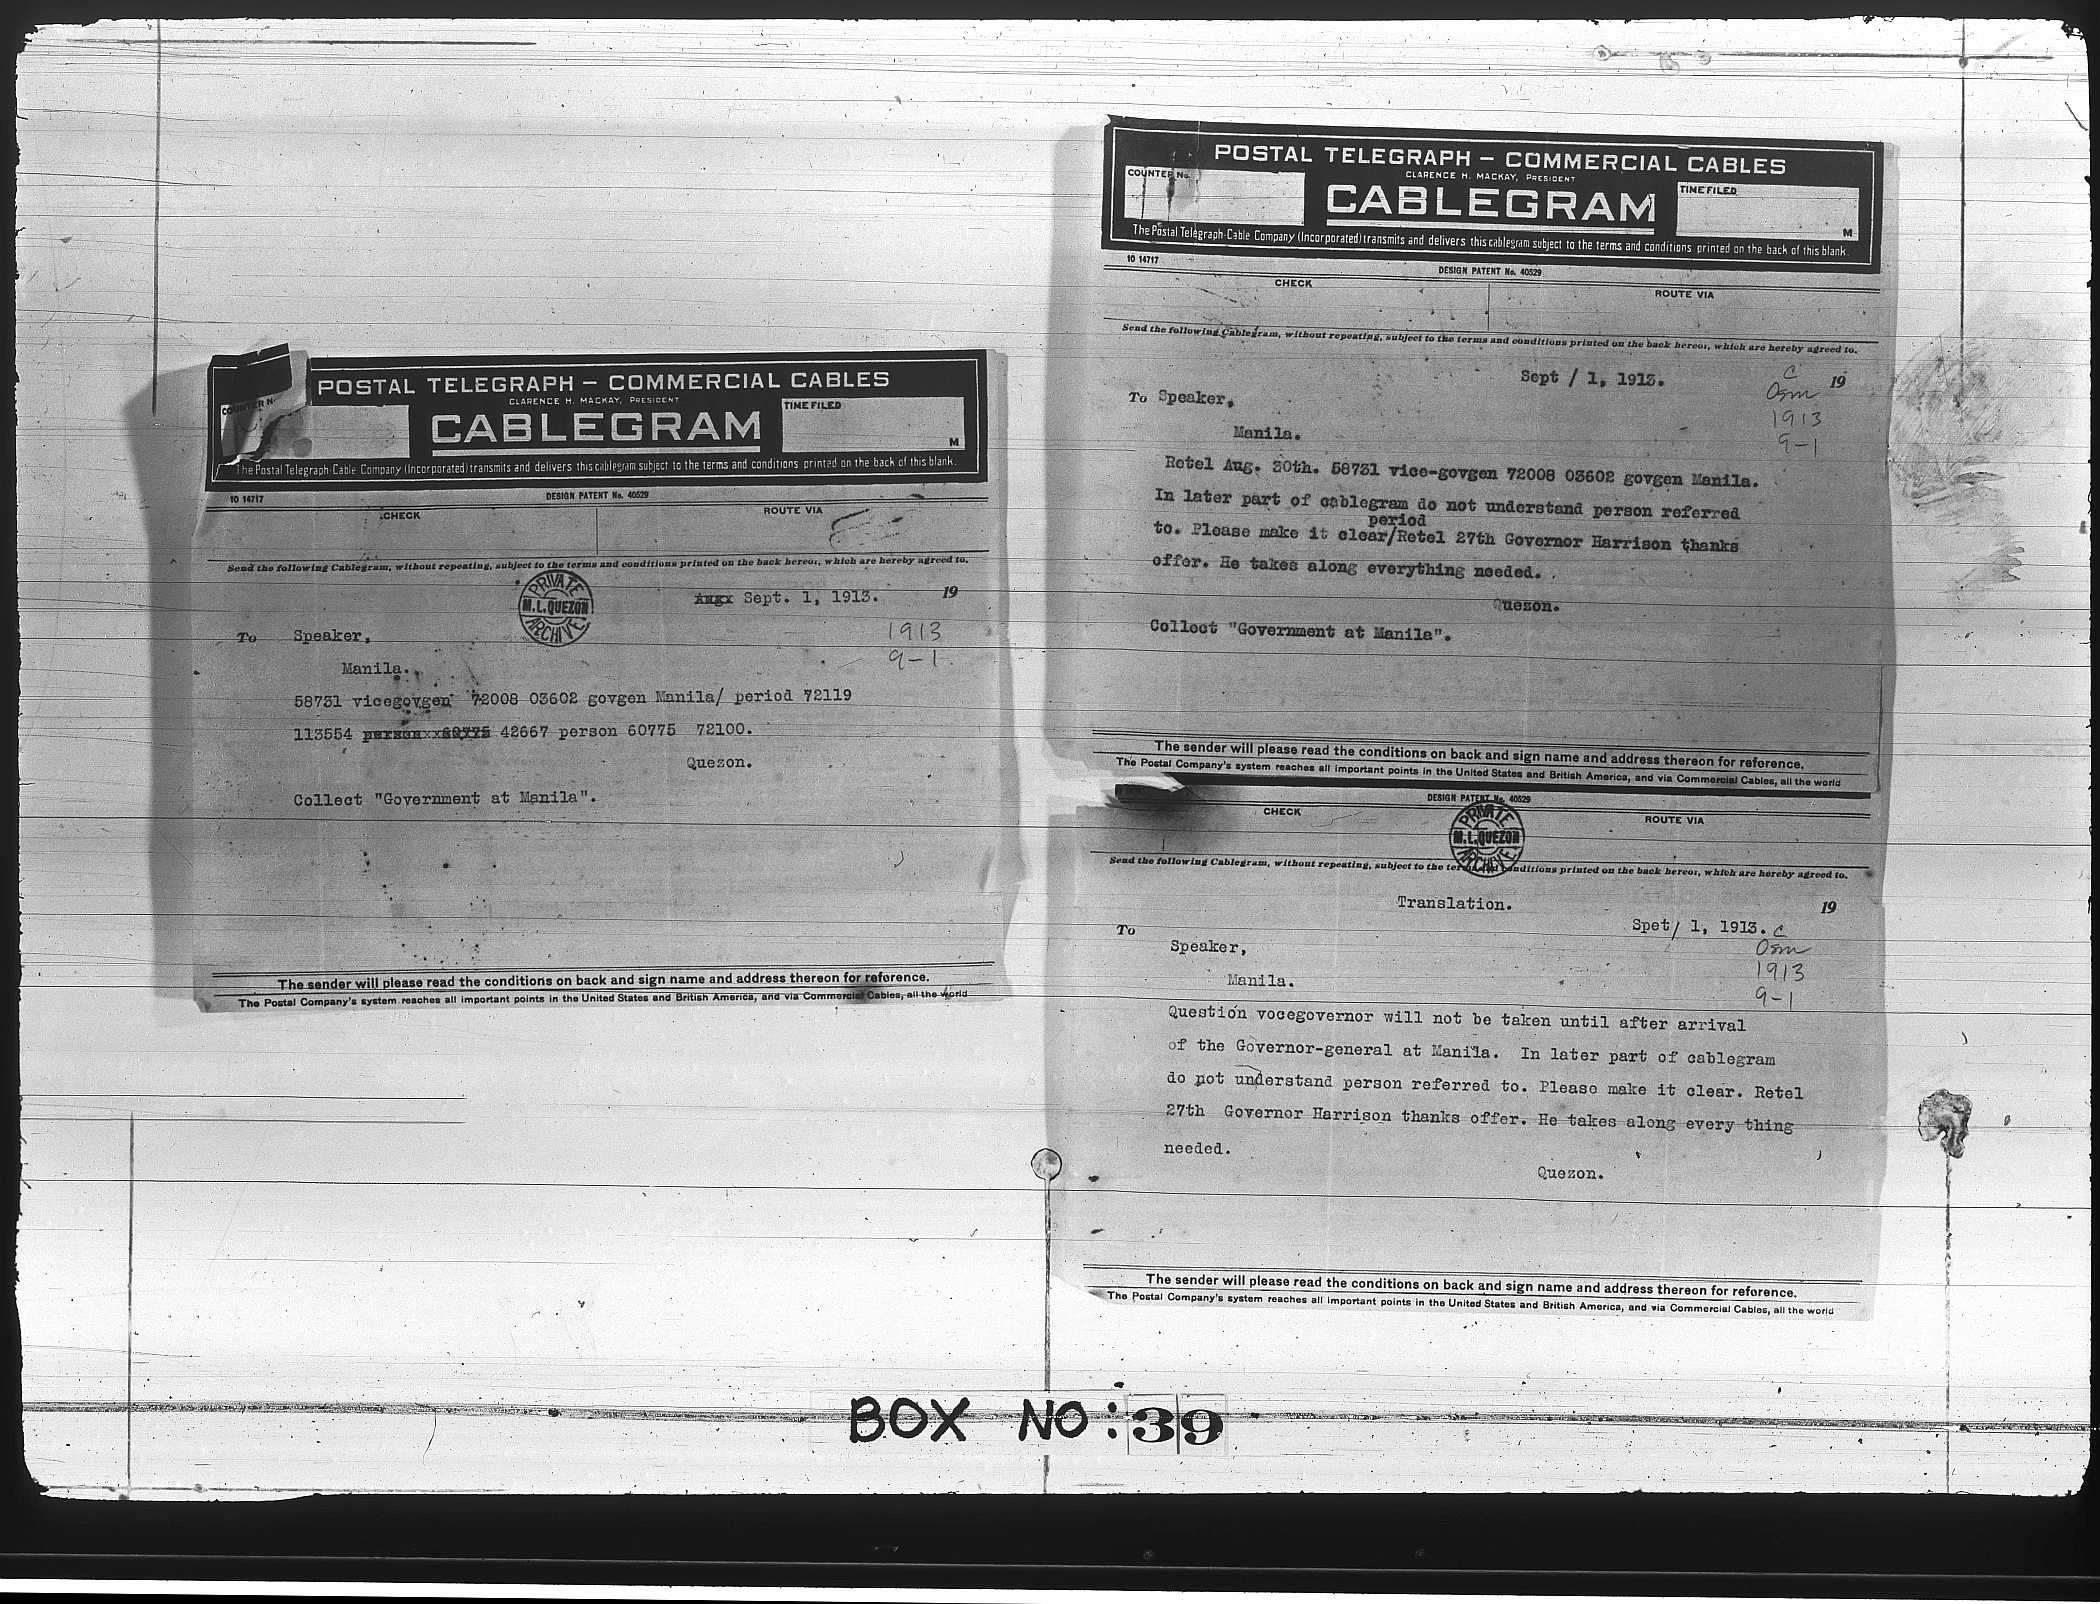 POSTAL TELEGRAPH – COMMERCIAL CABLES
CLARENCE H. MACKAY, PRESIDENT
COUNTER No.
CABLEGRAM
TIME FILED
M
The Postal Telegraph-Cable Company (Incorporated) transmits and delivers this cablegram subject to the terms and conditions printed on the back of this blank.
10 14717
DESIGN PATENT No. 40529
CHECK
ROUTE VIA
Send the following Cablegram, without repeating, subject to the terms and conditions printed on the back hereof, which are hereby agreed to.
PRIVATE
M.L.QUEZON
ARCHIVE
Augx Sept. 1, 1913. 19
To Speaker,
1913
9-1
Manila.
58731 vicegovgen 72008 03602 govgen Manila/ period 72119
113554 personxx60775 42667 person 60775 72100.
Quezon.
Collect "Government at Manila".
The sender will please read the conditions on back and sign name and address thereon for reference.
The Postal Company's system reaches all important points in the United States and British America, and via Commercial Cables, all the world
POSTAL TELEGRAPH – COMMERCIAL CABLES
CLARENCE H. MACKAY, PRESIDENT
COUNTER No.
CABLEGRAM
TIME FILED
M
The Postal Telegraph-Cable Company (Incorporated) transmits and delivers this cablegram subject to the terms and conditions printed on the back of this blank.
10 14717
DESIGN PATENT No. 40529
CHECK
ROUTE VIA
Send the following Cablegram, without repeating, subject to the terms and conditions printed on the back hereof, which are hereby agreed to.
Sept / 1, 1913. 19
C
Osm
1913
9-1
To Speaker,
Manila.
Retel Aug. 30th. 58731 vice-govgen 72008 03602 govgen Manila.
In later part of cablegram do not understand person referred
period
to. Please make it clear/Retel 27th Governor Harrison thanks
offer. He takes along everything needed.
Quezon.
Collect "Government at Manila".
The sender will please read the conditions on back and sign name and address thereon for reference.
The Postal Company's system reaches all important points in the United States and British America, and via Commercial Cables, all the world
DESIGN PATENT No. 40529
CHECK
ROUTE VIA
PRIVATE
M.L.QUEZON
ARCHIVE
Send the following Cablegram, without repeating, subject to the terms and conditions printed on the back hereof, which are hereby agreed to.
Translation. 19
To
Spet/ 1, 1913.
C
Osm
1913
9-1
Speaker,
Manila.
Question vocegovernor will not be taken until after arrival
of the Governor-general at Manila. In later part of cablegram
do not understand person referred to. Please make it clear. Retel
27th Governor Harrison thanks offer. He takes along every thing
needed.
Quezon.
The sender will please read the conditions on back and sign name and address thereon for reference.
The Postal Company's system reaches all important points in the United States and British America, and via Commercial Cables, all the world
BOX NO: 39